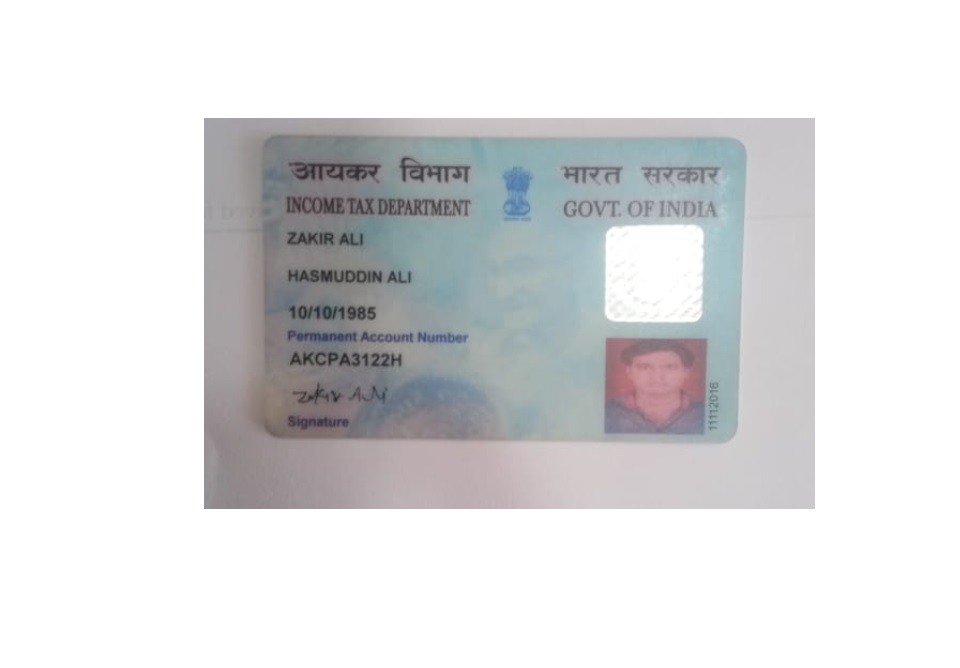 आयकर विभाग
INCOME TAX DEPARTMENT
भारत सरकार
GOVT. OF INDIA
ZAKIR ALI
HASMUDDIN ALI
10/10/1985
Permanent Account Number
AKCPA3122H
Zakir Ali
Signature
11112016